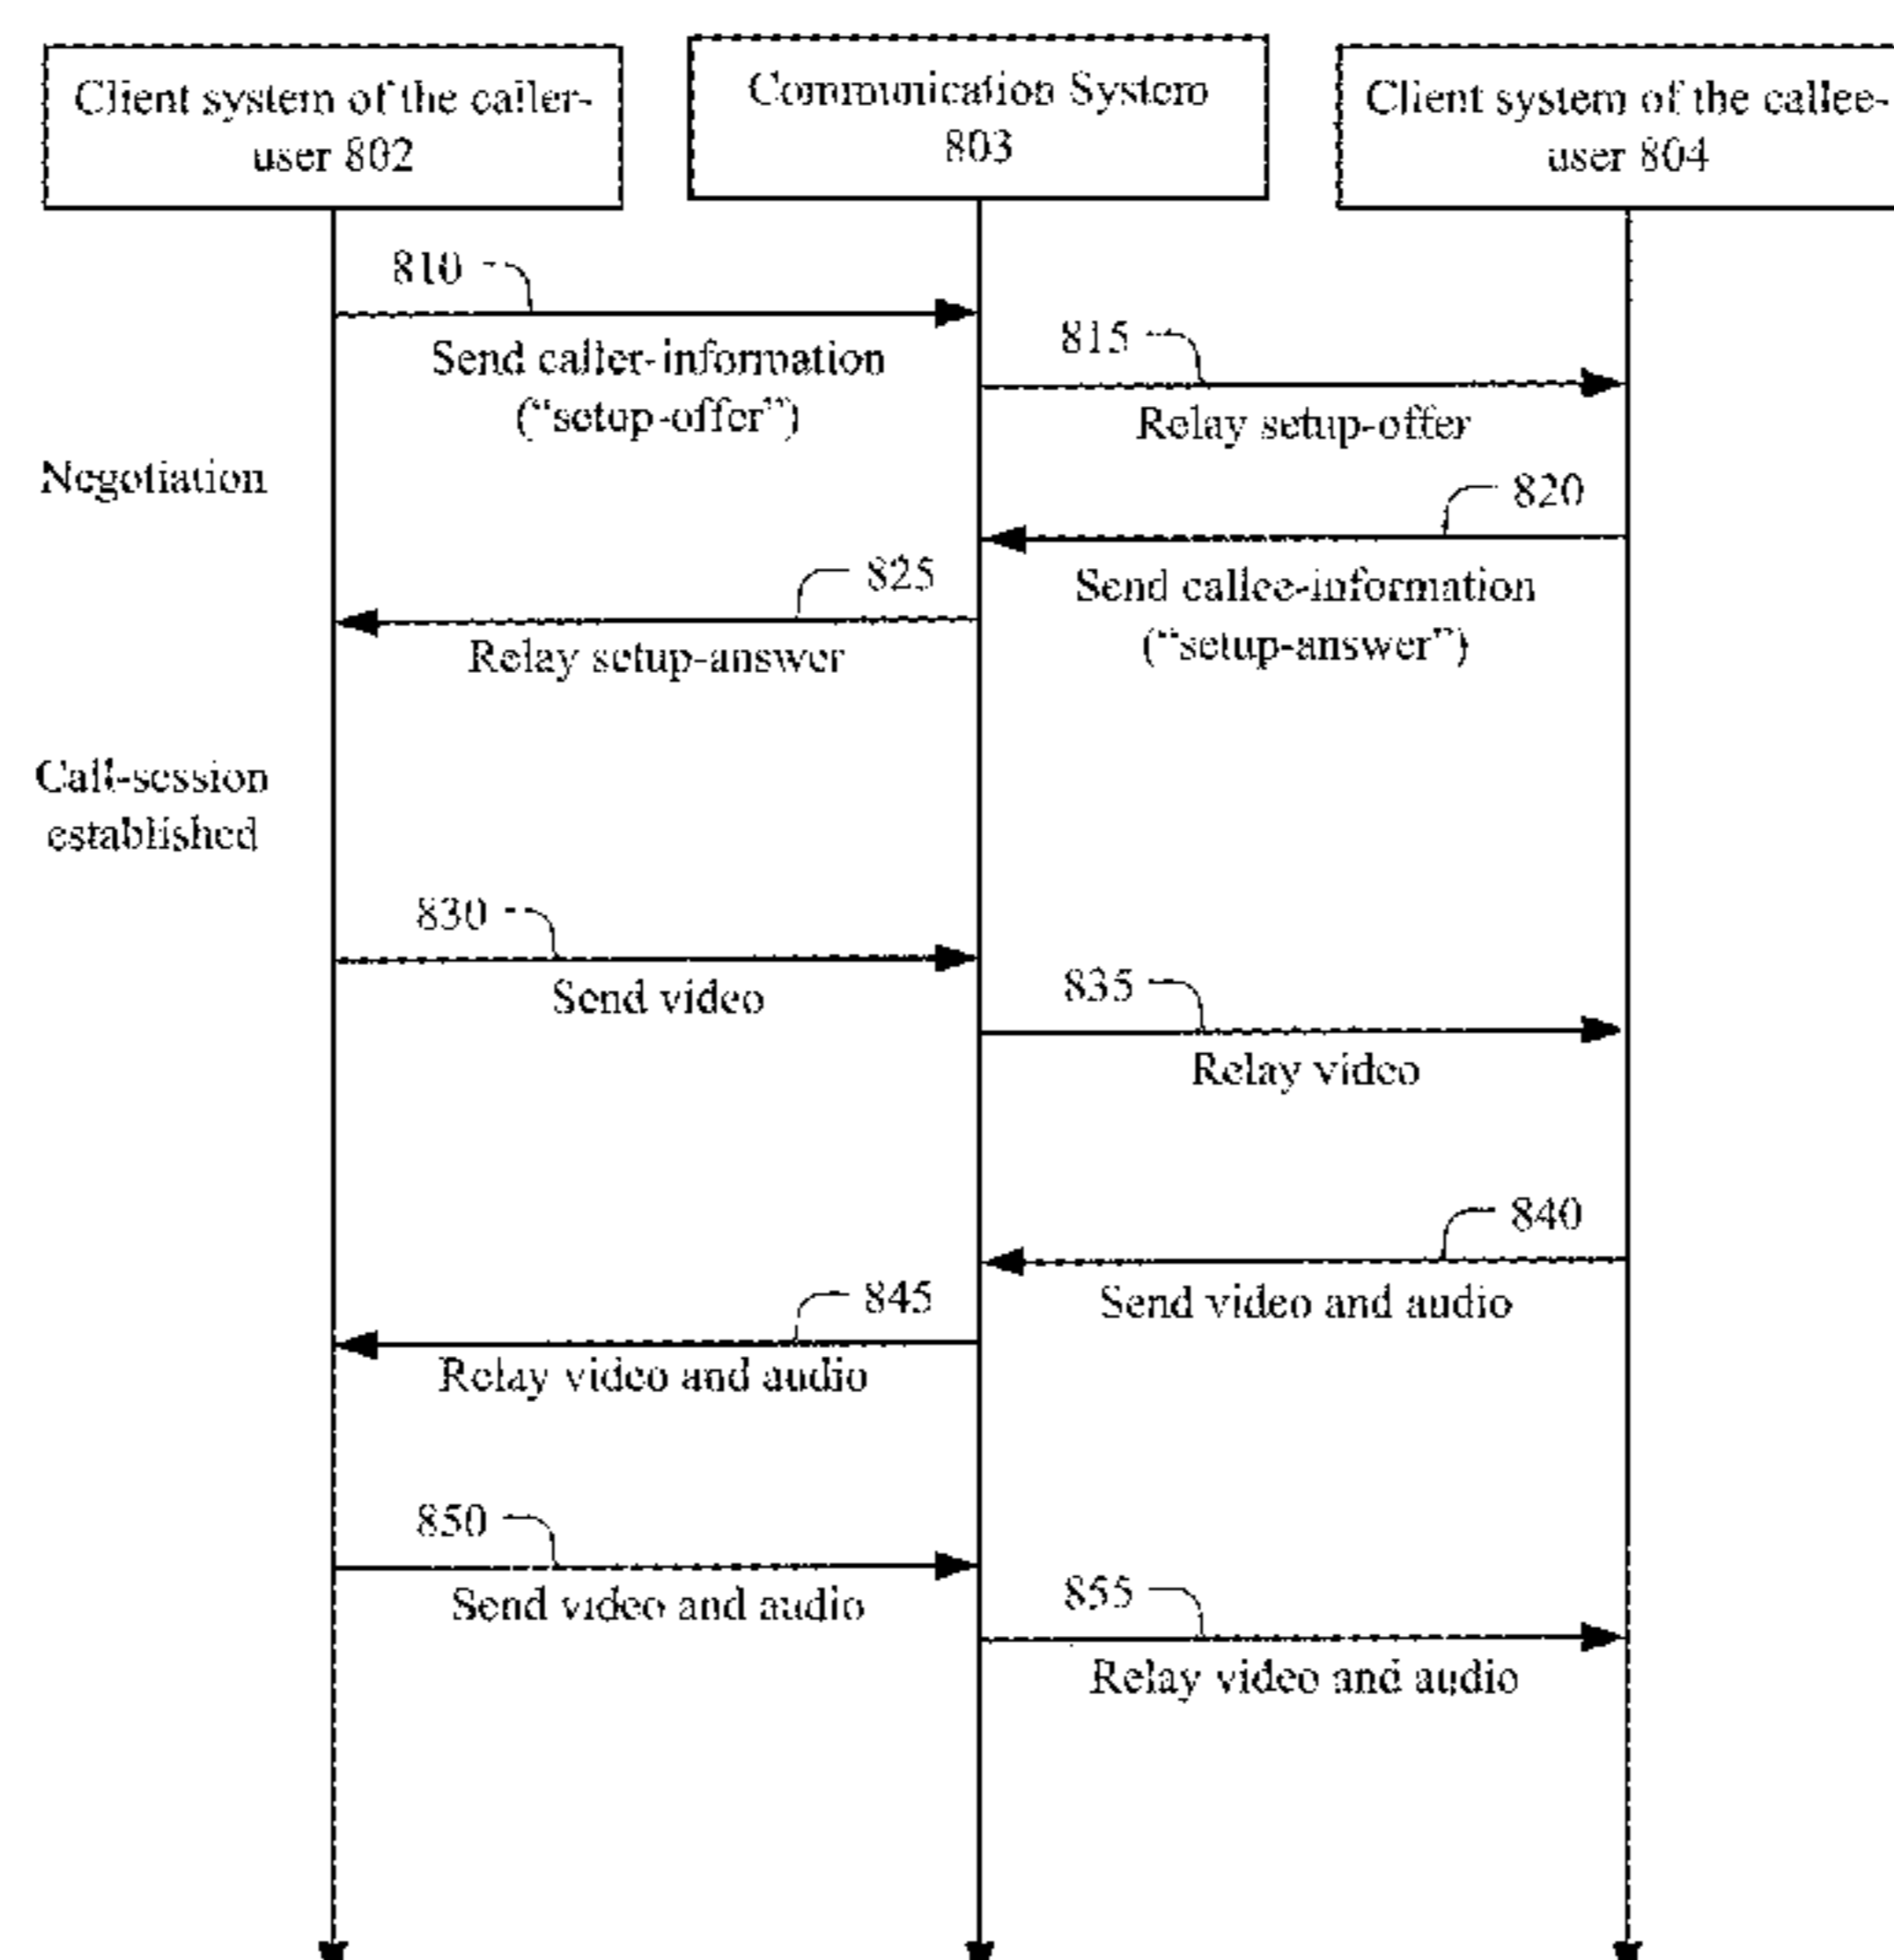 Client system of the caller-
user 802
Communication System
803
Client system of the callee-
user 804
810
Send caller-information
("setup-offer")
815
Relay setup-offer
Negotiation
820
Send callee-information
("setup-answer")
825
Relay setup-answer
Call-session
established
830
Send video
835
Relay video
840
Send video and audio
845
Relay video and audio
850
Send video and audio
855
Relay video and audio